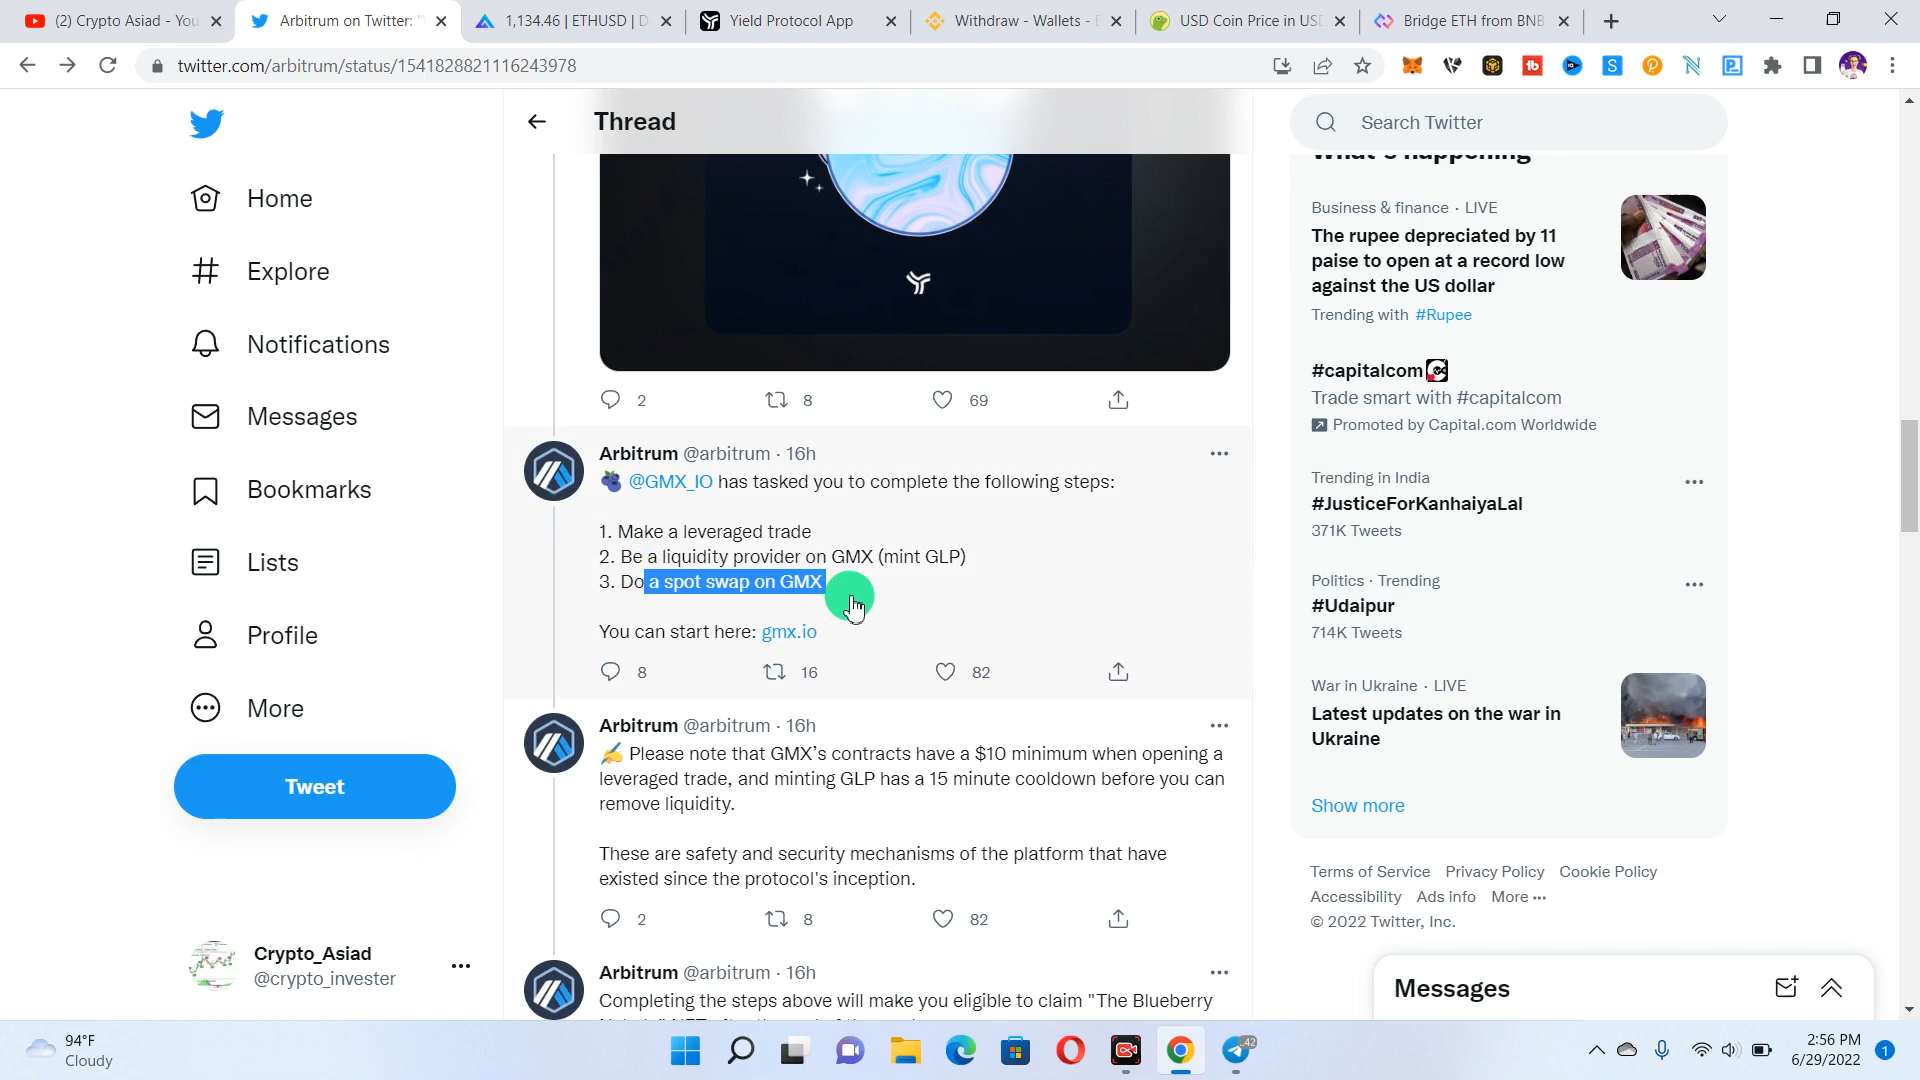 (2) Crypto Asiad - You
Arbitrum on Twitter: "
1,134.46 | ETHUSD | D
Yield Protocol App
Withdraw - Wallets -
USD Coin Price in USD
Bridge ETH from BNB
twitter.com/arbitrum/status/1541828821116243978
Thread
Search Twitter
Home
Explore
Notifications
Messages
Bookmarks
Lists
Profile
More
Tweet
Crypto_Asiad
@crypto_invester
2 8 69
Arbitrum @arbitrum · 16h
@GMX_IO has tasked you to complete the following steps:
1. Make a leveraged trade
2. Be a liquidity provider on GMX (mint GLP)
3. Do a spot swap on GMX
You can start here: gmx.io
8 16 82
Arbitrum @arbitrum · 16h
Please note that GMX's contracts have a $10 minimum when opening a
leveraged trade, and minting GLP has a 15 minute cooldown before you can
remove liquidity.
These are safety and security mechanisms of the platform that have
existed since the protocol's inception.
2 8 82
Arbitrum @arbitrum · 16h
Completing the steps above will make you eligible to claim "The Blueberry
What's happening
Business & finance · LIVE
The rupee depreciated by 11
paise to open at a record low
against the US dollar
Trending with #Rupee
#capitalcom
Trade smart with #capitalcom
Promoted by Capital.com Worldwide
Trending in India
#JusticeForKanhaiyaLal
371K Tweets
Politics · Trending
#Udaipur
714K Tweets
War in Ukraine · LIVE
Latest updates on the war in
Ukraine
Show more
Terms of Service Privacy Policy Cookie Policy
Accessibility Ads info More ···
© 2022 Twitter, Inc.
Messages
94°F
Cloudy
42
2:56 PM
6/29/2022
1